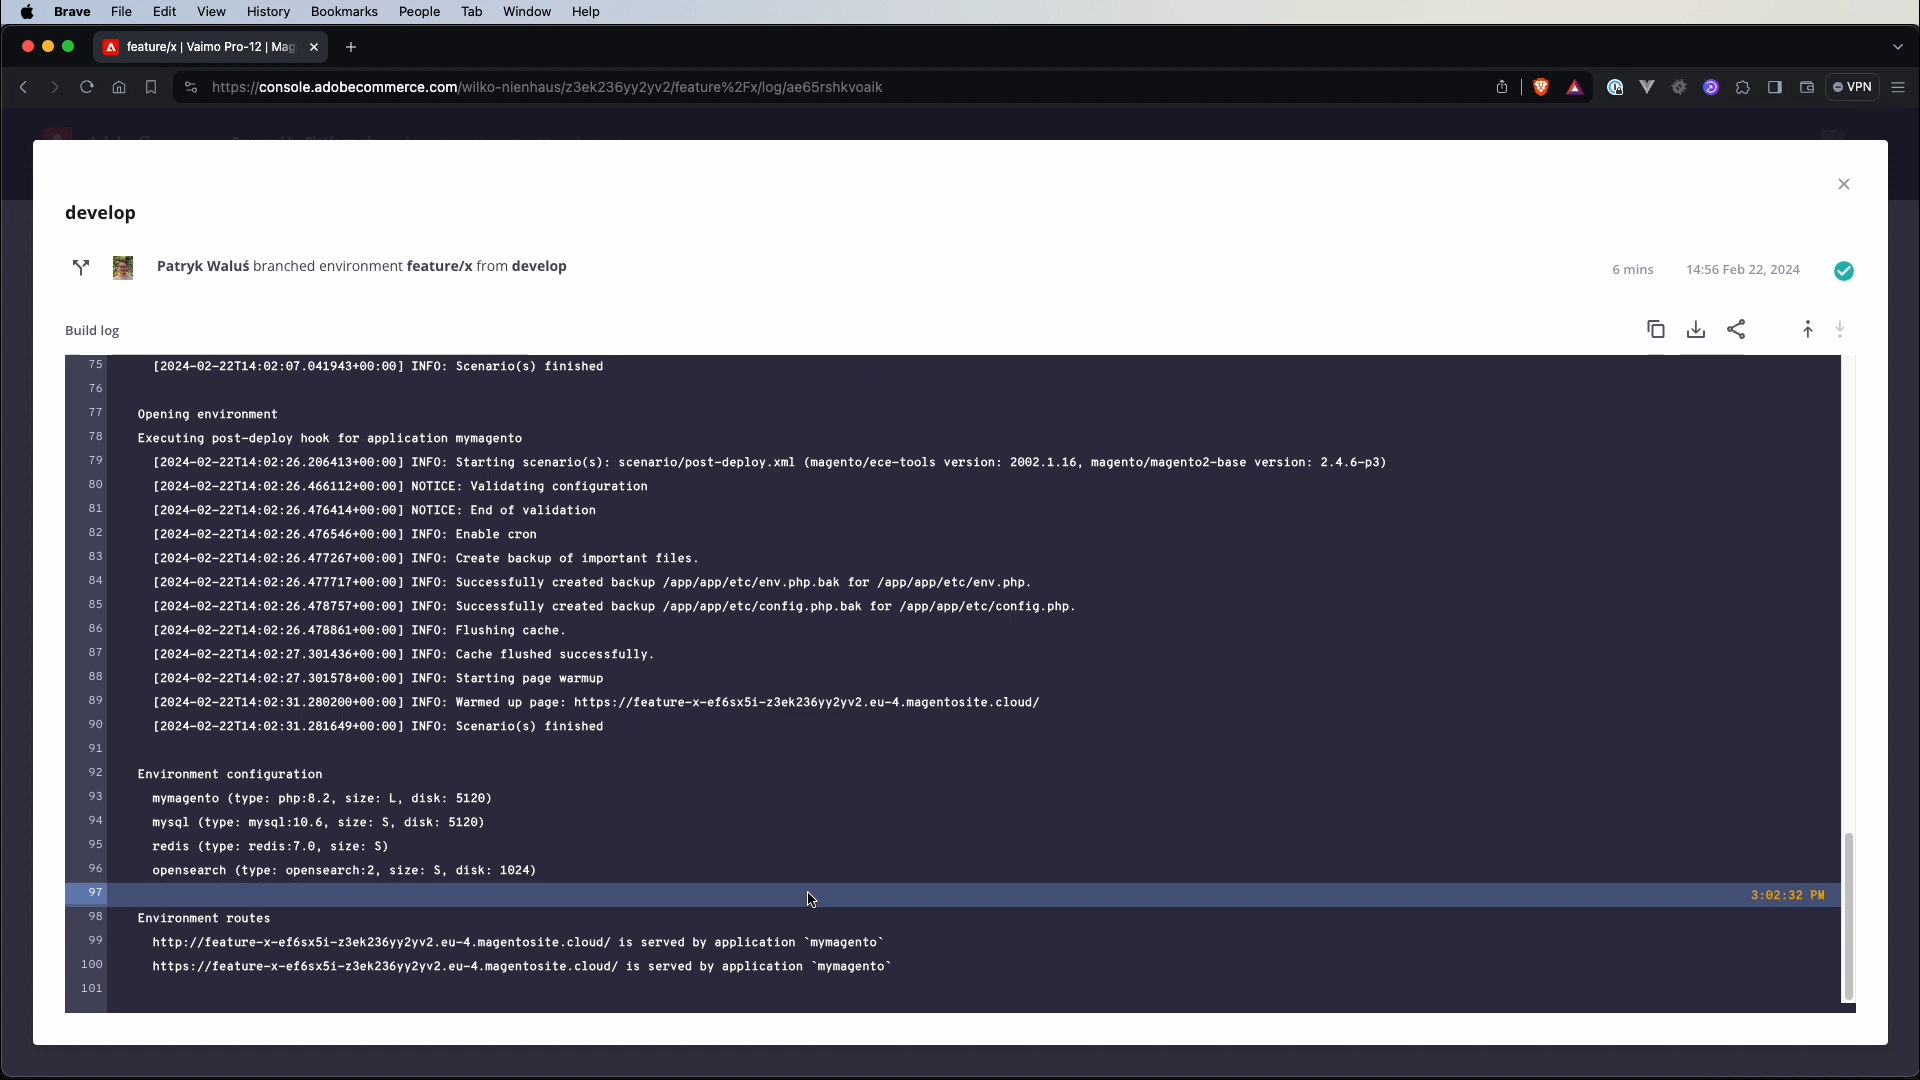 Brave File Edit View History Bookmarks People Tab Window Help
feature/x | Vaimo Pro-12 | Mag
https://console.adobecommerce.com/wilko-nienhaus/z3ek236yy2yv2/feature%2Fx/log/ae65rshkvoaik
VPN
develop
Patryk Waluś branched environment feature/x from develop
6 mins 14:56 Feb 22, 2024
Build log
75 [2024-02-22T14:02:07.041943+00:00] INFO: Scenario(s) finished
76
77 Opening environment
78 Executing post-deploy hook for application mymagento
79 [2024-02-22T14:02:26.206413+00:00] INFO: Starting scenario(s): scenario/post-deploy.xml (magento/ece-tools version: 2002.1.16, magento/magento2-base version: 2.4.6-p3)
80 [2024-02-22T14:02:26.466112+00:00] NOTICE: Validating configuration
81 [2024-02-22T14:02:26.476414+00:00] NOTICE: End of validation
82 [2024-02-22T14:02:26.476546+00:00] INFO: Enable cron
83 [2024-02-22T14:02:26.477267+00:00] INFO: Create backup of important files.
84 [2024-02-22T14:02:26.477717+00:00] INFO: Successfully created backup /app/app/etc/env.php.bak for /app/app/etc/env.php.
85 [2024-02-22T14:02:26.478757+00:00] INFO: Successfully created backup /app/app/etc/config.php.bak for /app/app/etc/config.php.
86 [2024-02-22T14:02:26.478861+00:00] INFO: Flushing cache.
87 [2024-02-22T14:02:27.301436+00:00] INFO: Cache flushed successfully.
88 [2024-02-22T14:02:27.301578+00:00] INFO: Starting page warmup
89 [2024-02-22T14:02:31.280200+00:00] INFO: Warmed up page: https://feature-x-ef6sx5i-z3ek236yy2yv2.eu-4.magentosite.cloud/
90 [2024-02-22T14:02:31.281649+00:00] INFO: Scenario(s) finished
91
92 Environment configuration
93 mymagento (type: php:8.2, size: L, disk: 5120)
94 mysql (type: mysql:10.6, size: S, disk: 5120)
95 redis (type: redis:7.0, size: S)
96 opensearch (type: opensearch:2, size: S, disk: 1024)
97 3:02:32 PM
98 Environment routes
99 http://feature-x-ef6sx5i-z3ek236yy2yv2.eu-4.magentosite.cloud/ is served by application `mymagento`
100 https://feature-x-ef6sx5i-z3ek236yy2yv2.eu-4.magentosite.cloud/ is served by application `mymagento`
101